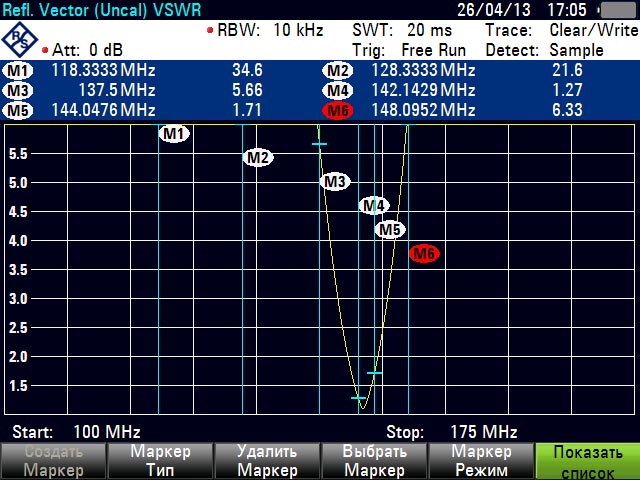 Refl. Vector (Uncal) VSWR 26/04/13 17:05
RBW: 10 kHz SWT: 20 ms Trace: Clear/Write
Att: 0 dB Trig: Free Run Detect: Sample
M1 118.3333 MHz 34.6 M2 128.3333 MHz 21.6
M3 137.5 MHz 5.66 M4 142.1429 MHz 1.27
M5 144.0476 MHz 1.71 M6 148.0952 MHz 6.33
M1
5.5
M2
5.0
M3
4.5
M4
M5
4.0
M6
3.5
3.0
2.5
2.0
1.5
Start: 100 MHz Stop: 175 MHz
Создать Маркер Удалить Выбрать Маркер Показать
Маркер Тип Маркер Маркер Режим список